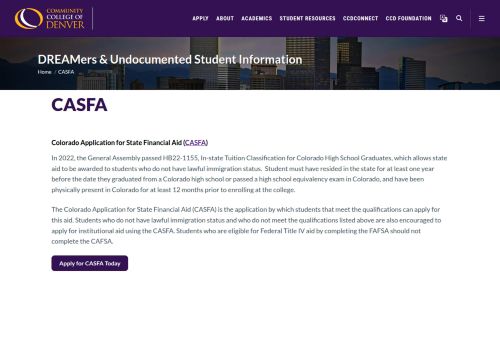 COMMUNITY
COLLEGE OF
DENVER
APPLY ABOUT ACADEMICS STUDENT RESOURCES CCDCONNECT CCD FOUNDATION
DREAMers & Undocumented Student Information
Home / CASFA
CASFA
Colorado Application for State Financial Aid (CASFA)
In 2022, the General Assembly passed HB22-1155, In-state Tuition Classification for Colorado High School Graduates, which allows state
aid to be awarded to students who do not have lawful immigration status. Student must have resided in the state for at least one year
before the date they graduated from a Colorado high school or passed a high school equivalency exam in Colorado, and have been
physically present in Colorado for at least 12 months prior to enrolling at the college.
The Colorado Application for State Financial Aid (CASFA) is the application by which students that meet the qualifications can apply for
this aid. Students who do not have lawful immigration status and who do not meet the qualifications listed above are also encouraged to
apply for institutional aid using the CASFA. Students who are eligible for Federal Title IV aid by completing the FAFSA should not
complete the CAFSA.
Apply for CASFA Today